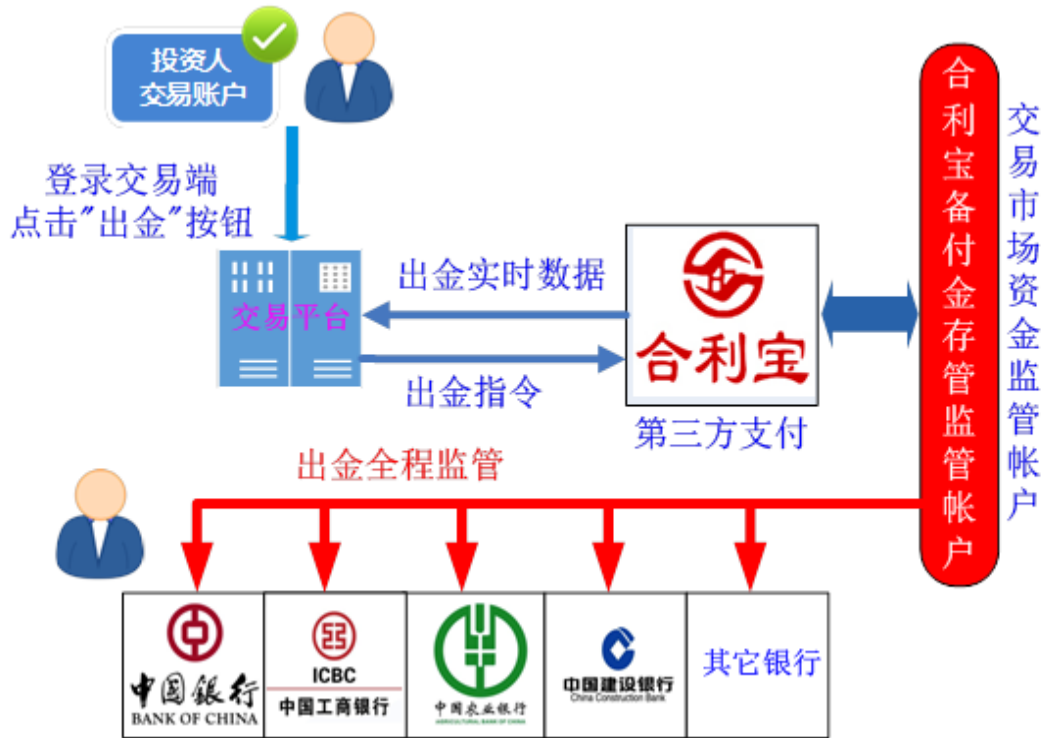 投资人
交易账户
登录交易端
点击"出金"按钮
交易平台
出金实时数据
出金指令
合利宝
第三方支付
合利宝备付金存管监管帐户
交易市场资金监管帐户
出金全程监管
中国銀行
BANK OF CHINA
ICBC
中国工商银行
中国农业银行
AGRICULTURAL BANK OF CHINA
中国建设银行
China Construction Bank
其它银行